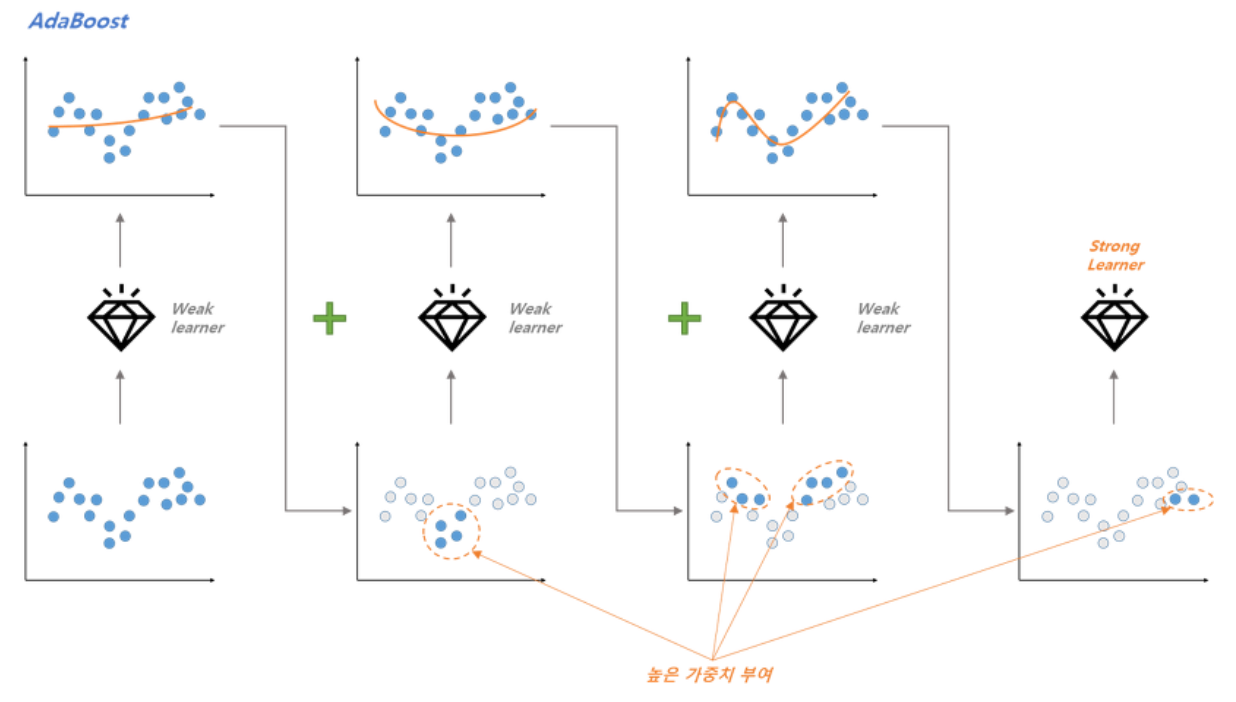 AdaBoost
Weak
learner
Weak
learner
Weak
learner
Strong
Learner
높은 가중치 부여